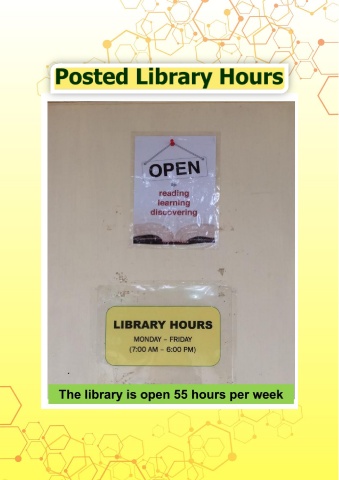 Posted Library Hours
OPEN
for
reading
learning
discovering
LIBRARY HOURS
MONDAY – FRIDAY
(7:00 AM – 6:00 PM)
The library is open 55 hours per week